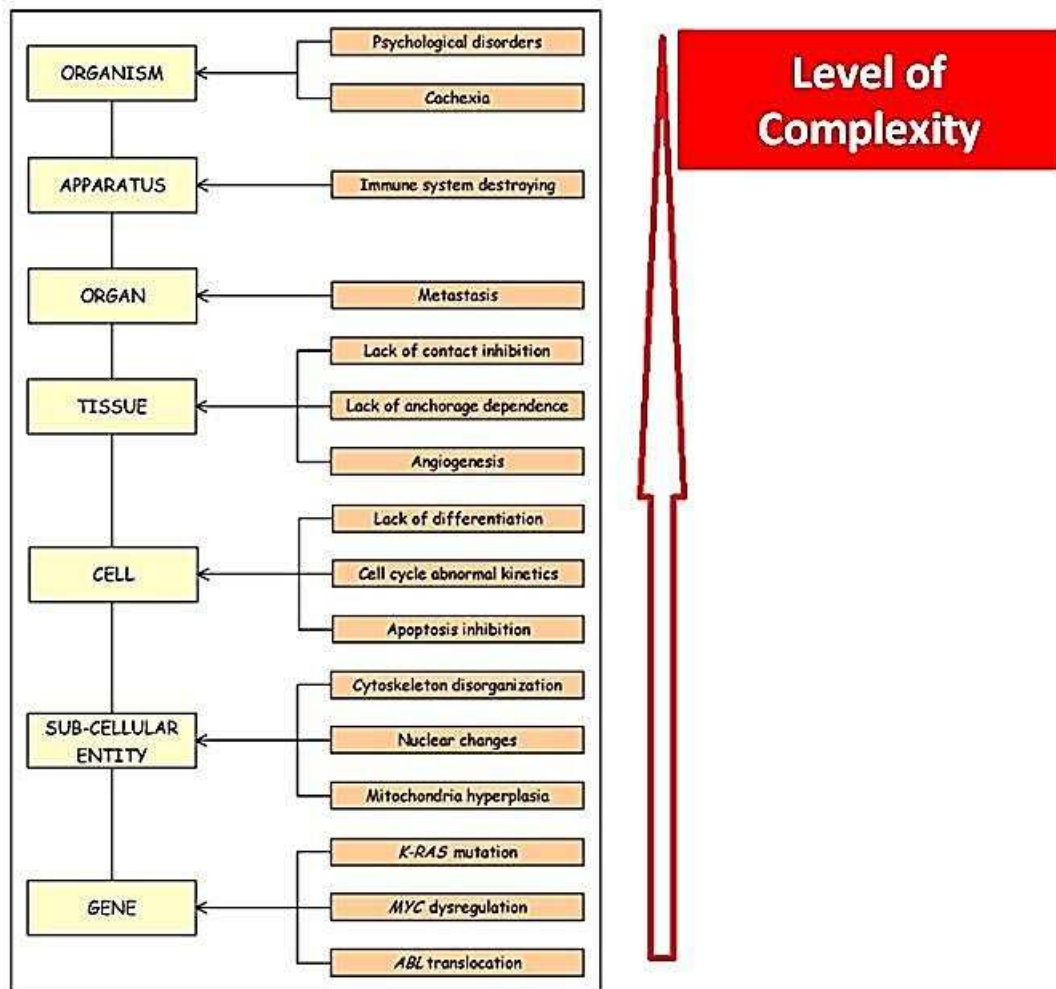 Psychological disorders
ORGANISM
Cachexia
APPARATUS
Immune system destroying
ORGAN
Metastasis
Lack of contact inhibition
TISSUE
Lack of anchorage dependence
Angiogenesis
Lack of differentiation
CELL
Cell cycle abnormal kinetics
Apoptosis inhibition
Cytoskeleton disorganization
SUB-CELLULAR
ENTITY
Nuclear changes
Mitochondria hyperplasia
K-RAS mutation
GENE
MYC dysregulation
ABL translocation
Level of
Complexity